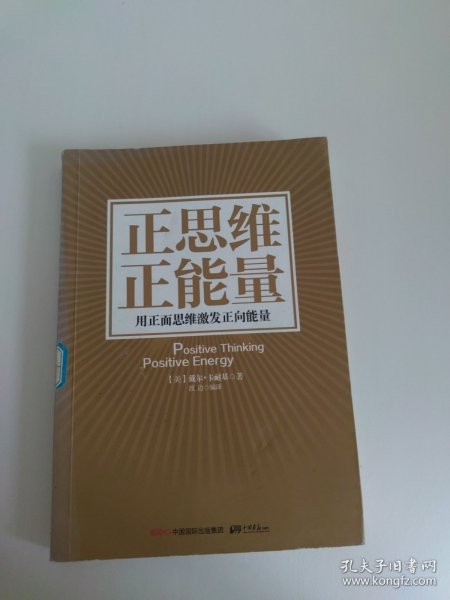 正思维
正能量
用正面思维激发正向能量
Positive Thinking
Positive Energy
【美】戴尔·卡耐基◎著
中国国际出版集团
孔夫子旧书网
www.kongfz.com